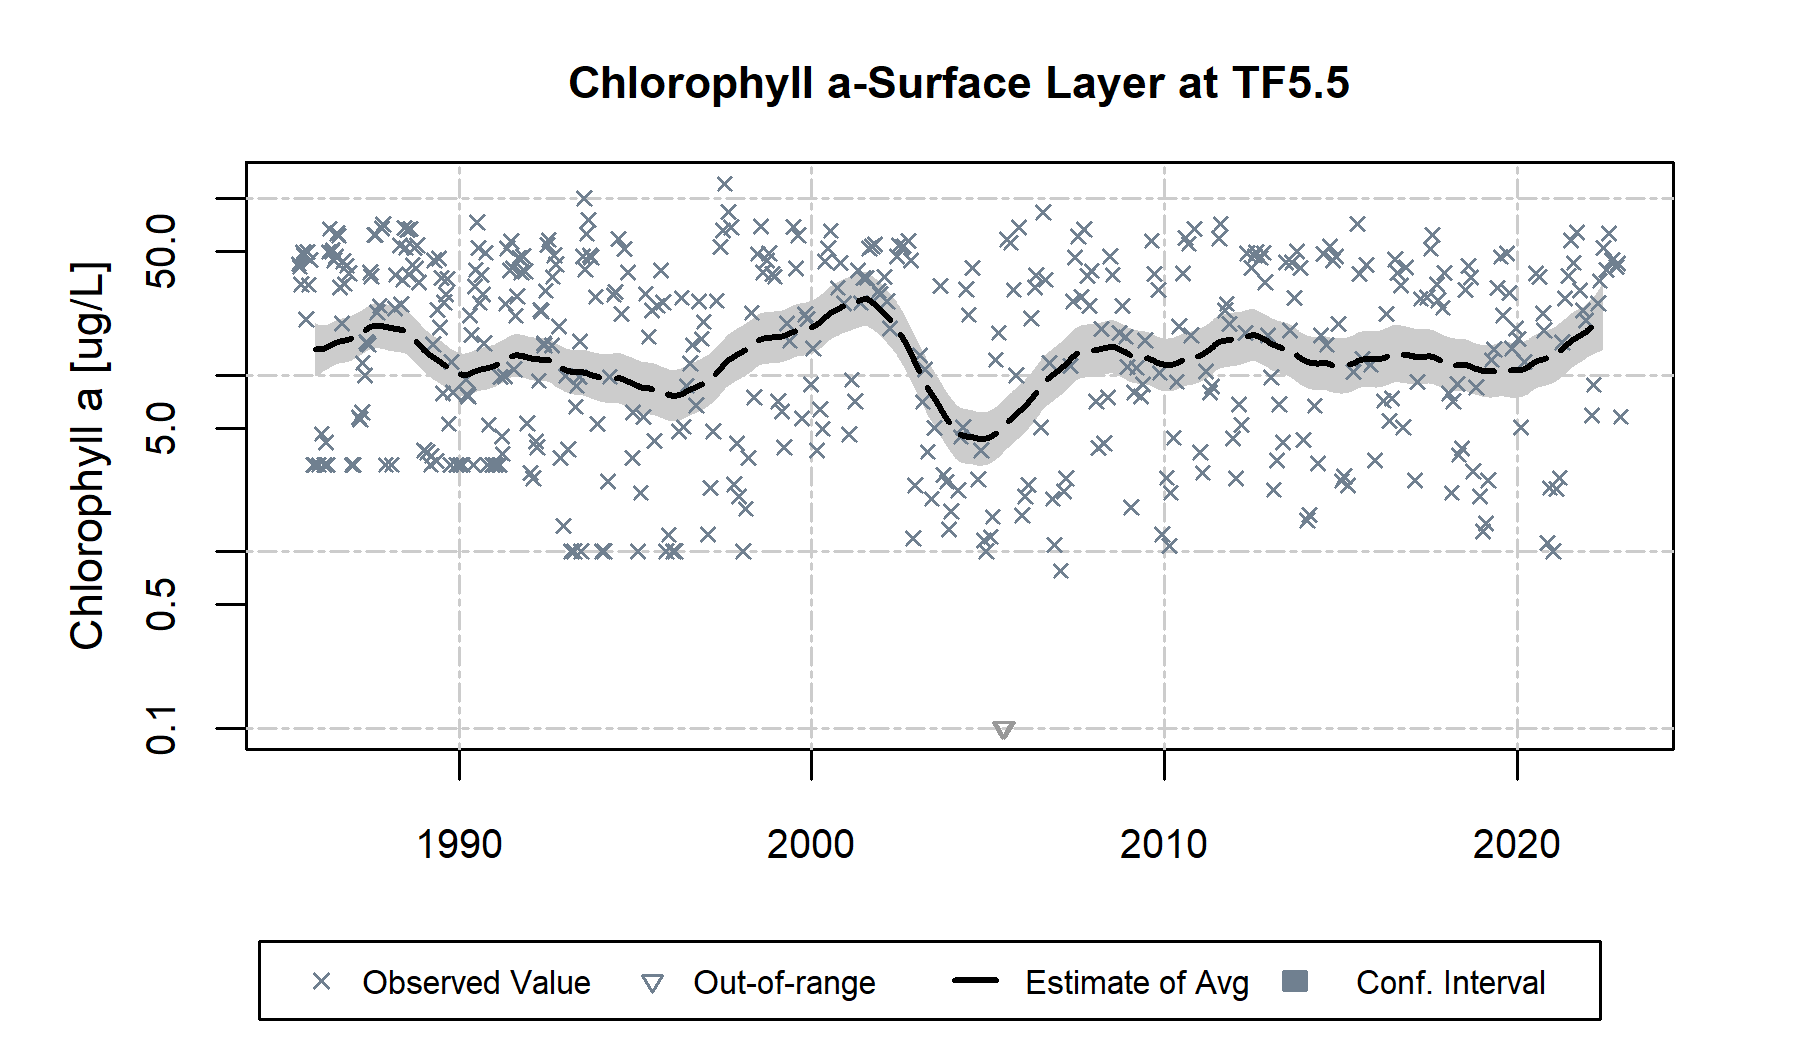 Chlorophyll a-Surface Layer at TF5.5
Chlorophyll a [ug/L]
50.0
5.0
0.5
0.1
1990
2000
2010
2020
Observed Value
Out-of-range
Estimate of Avg
Conf. Interval